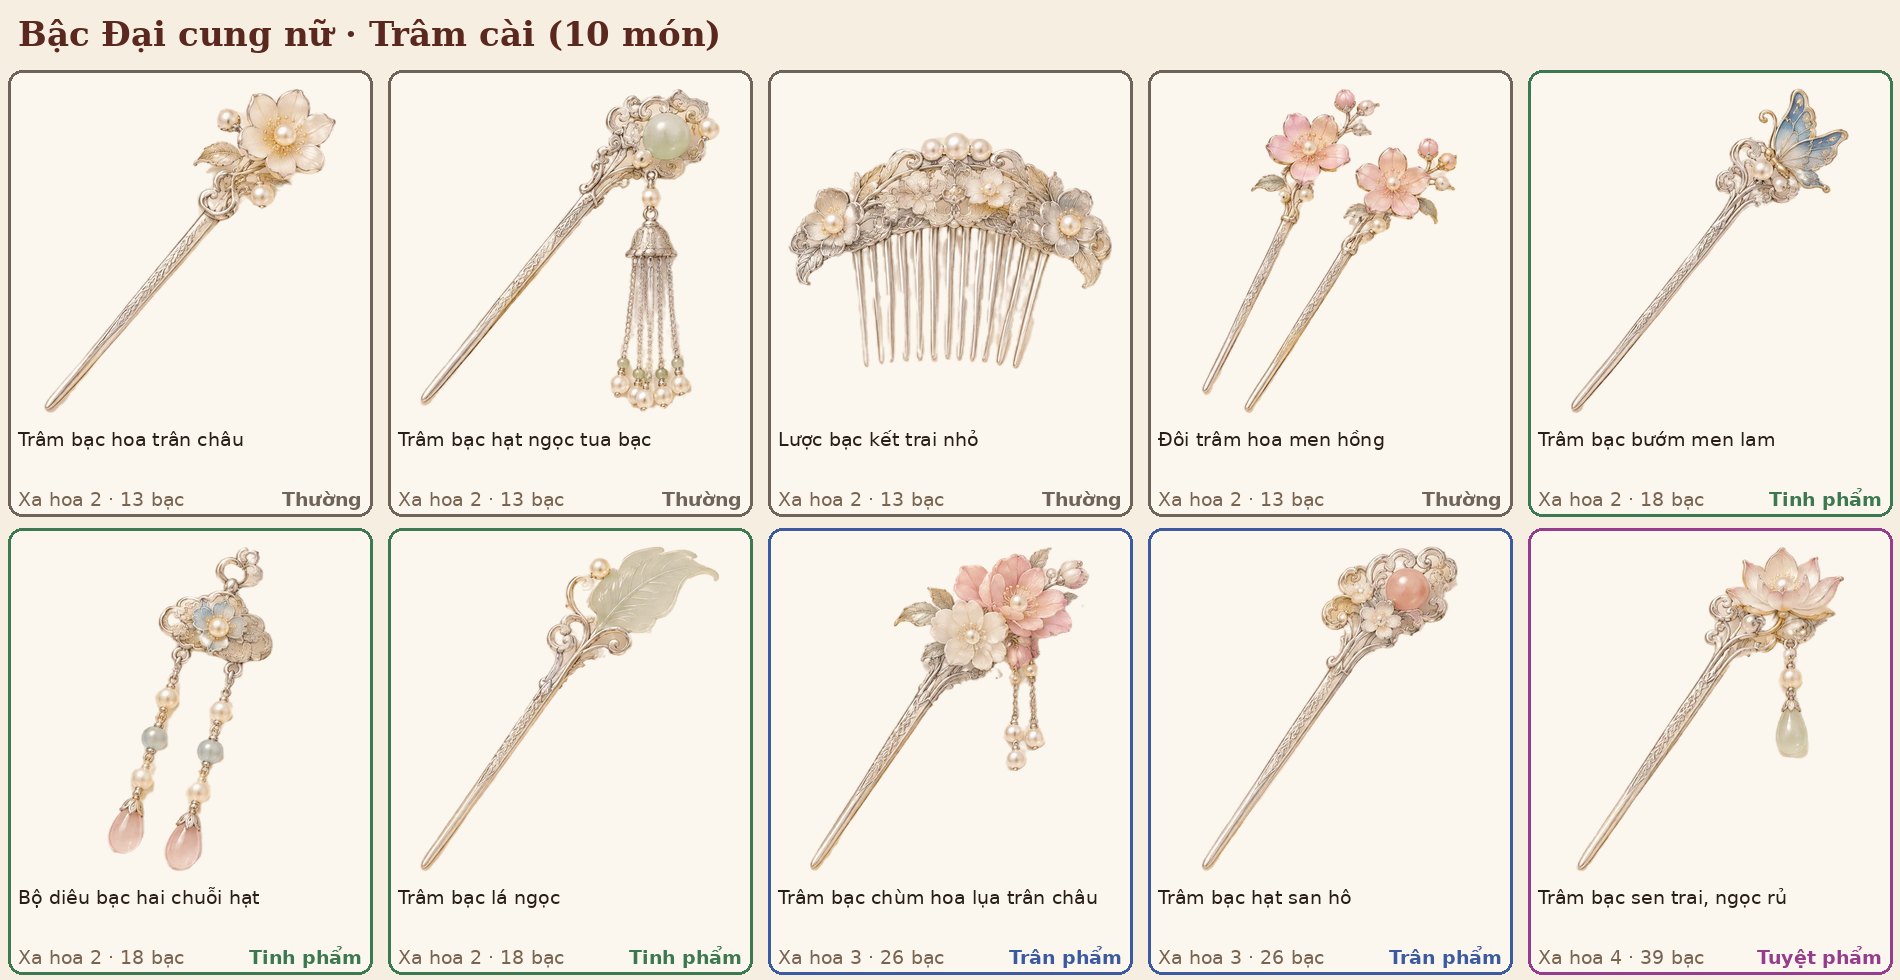 Bậc Đại cung nữ · Trâm cài (10 món)
Trâm bạc hoa trân châu
Xa hoa 2 · 13 bạc Thường
Trâm bạc hạt ngọc tua bạc
Xa hoa 2 · 13 bạc Thường
Lược bạc kết trai nhỏ
Xa hoa 2 · 13 bạc Thường
Đôi trâm hoa men hồng
Xa hoa 2 · 13 bạc Thường
Trâm bạc bướm men lam
Xa hoa 2 · 18 bạc Tinh phẩm
Bộ diêu bạc hai chuỗi hạt
Xa hoa 2 · 18 bạc Tinh phẩm
Trâm bạc lá ngọc
Xa hoa 2 · 18 bạc Tinh phẩm
Trâm bạc chùm hoa lụa trân châu
Xa hoa 3 · 26 bạc Trân phẩm
Trâm bạc hạt san hô
Xa hoa 3 · 26 bạc Trân phẩm
Trâm bạc sen trai, ngọc rủ
Xa hoa 4 · 39 bạc Tuyệt phẩm